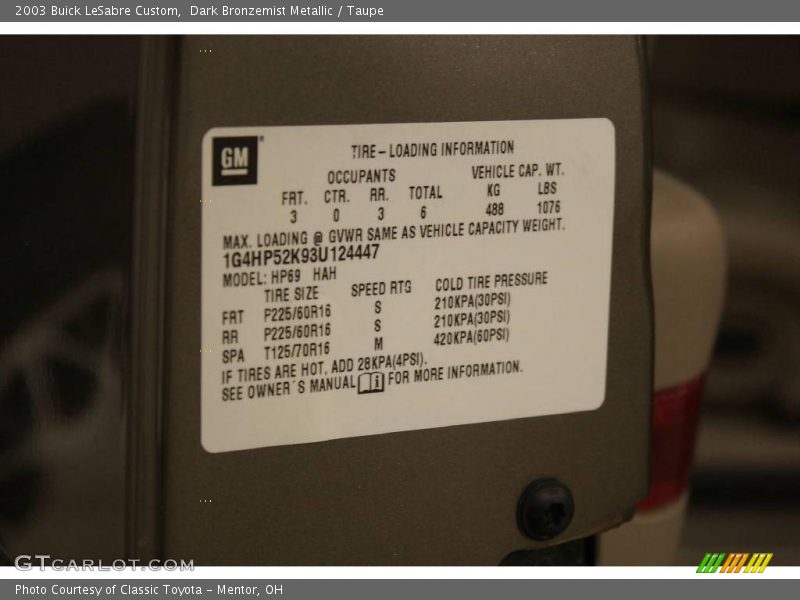 2003 Buick LeSabre Custom,  Dark Bronzemist Metallic / Taupe
GM
TIRE-LOADING INFORMATION
OCCUPANTS VEHICLE CAP. WT.
FRT. CTR. RR. TOTAL KG LBS
3 0 3 6 488 1076
MAX. LOADING @ GVWR SAME AS VEHICLE CAPACITY WEIGHT.
1G4HP52K93U124447
MODEL: HP69 HAH
TIRE SIZE SPEED RTG COLD TIRE PRESSURE
FRT P225/60R16 S 210KPA(30PSI)
RR P225/60R16 S 210KPA(30PSI)
SPA T125/70R16 M 420KPA(60PSI)
IF TIRES ARE HOT, ADD 28KPA(4PSI).
SEE OWNER'S MANUAL FOR MORE INFORMATION.
GTCARLOT.COM
Photo Courtesy of Classic Toyota - Mentor, OH